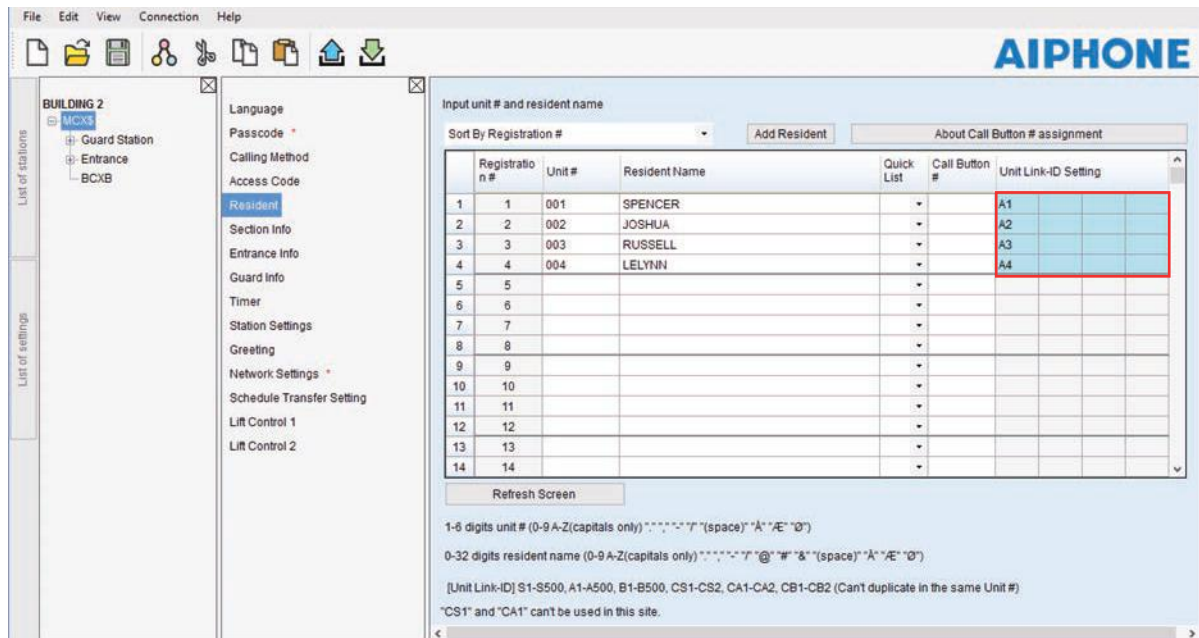 File Edit View Connection Help
AIPHONE
List of stations
List of settings
BUILDING 2
MCX$
Guard Station
Entrance
BCXB
Language
Passcode *
Calling Method
Access Code
Resident
Section Info
Entrance Info
Guard Info
Timer
Station Settings
Greeting
Network Settings *
Schedule Transfer Setting
Lift Control 1
Lift Control 2
Input unit # and resident name
Sort By Registration # Add Resident About Call Button # assignment
Registratio n # Unit # Resident Name Quick List Call Button # Unit Link-ID Setting
1 1 001 SPENCER A1
2 2 002 JOSHUA A2
3 3 003 RUSSELL A3
4 4 004 LELYNN A4
5 5
6 6
7 7
8 8
9 9
10 10
11 11
12 12
13 13
14 14
Refresh Screen
1-6 digits unit # (0-9 A-Z(capitals only) "." "," "-" "/" "(space)" "Å" "Æ" "Ø")
0-32 digits resident name (0-9 A-Z(capitals only) "." "," "-" "/" "@" "#" "&" "(space)" "Å" "Æ" "Ø")
[Unit Link-ID] S1-S500, A1-A500, B1-B500, CS1-CS2, CA1-CA2, CB1-CB2 (Can't duplicate in the same Unit #)
"CS1" and "CA1" can't be used in this site.